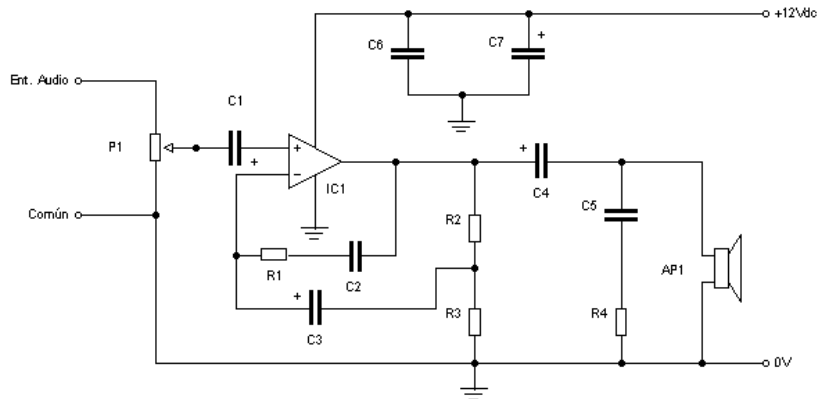 +12Vdc
C6
C7
+
Ent. Audio
C1
P1
+
+
−
IC1
+
C4
C5
Común
R2
R1
C2
+
C3
R3
R4
AP1
0V